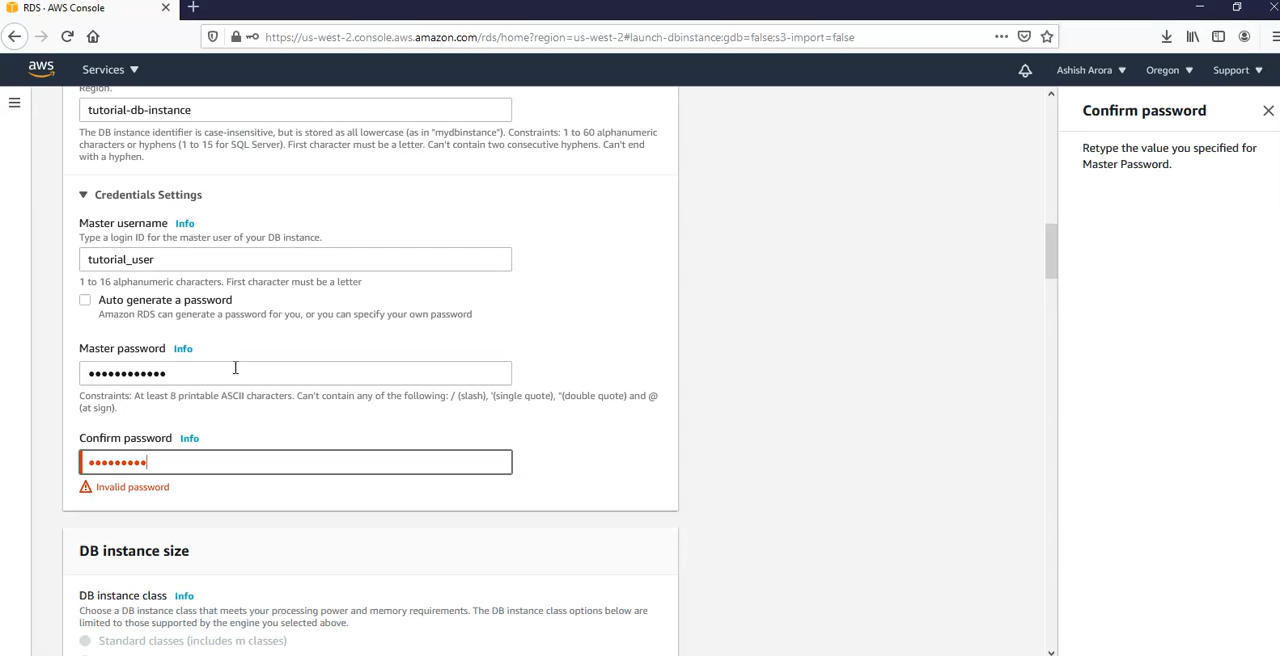 RDS · AWS Console
https://us-west-2.console.aws.amazon.com/rds/home?region=us-west-2#launch-dbinstance:gdb=false;s3-import=false
aws
Services
Ashish Arora
Oregon
Support
Region.
tutorial-db-instance
The DB instance identifier is case-insensitive, but is stored as all lowercase (as in "mydbinstance"). Constraints: 1 to 60 alphanumeric
characters or hyphens (1 to 15 for SQL Server). First character must be a letter. Can't contain two consecutive hyphens. Can't end
with a hyphen.
Credentials Settings
Master username Info
Type a login ID for the master user of your DB instance.
tutorial_user
1 to 16 alphanumeric characters. First character must be a letter
Auto generate a password
Amazon RDS can generate a password for you, or you can specify your own password
Master password Info
••••••••••••
Constraints: At least 8 printable ASCII characters. Can't contain any of the following: / (slash), '(single quote), "(double quote) and @
(at sign).
Confirm password Info
•••••••••
Invalid password
DB instance size
DB instance class Info
Choose a DB instance class that meets your processing power and memory requirements. The DB instance class options below are
limited to those supported by the engine you selected above.
Standard classes (includes m classes)
Confirm password
Retype the value you specified for
Master Password.